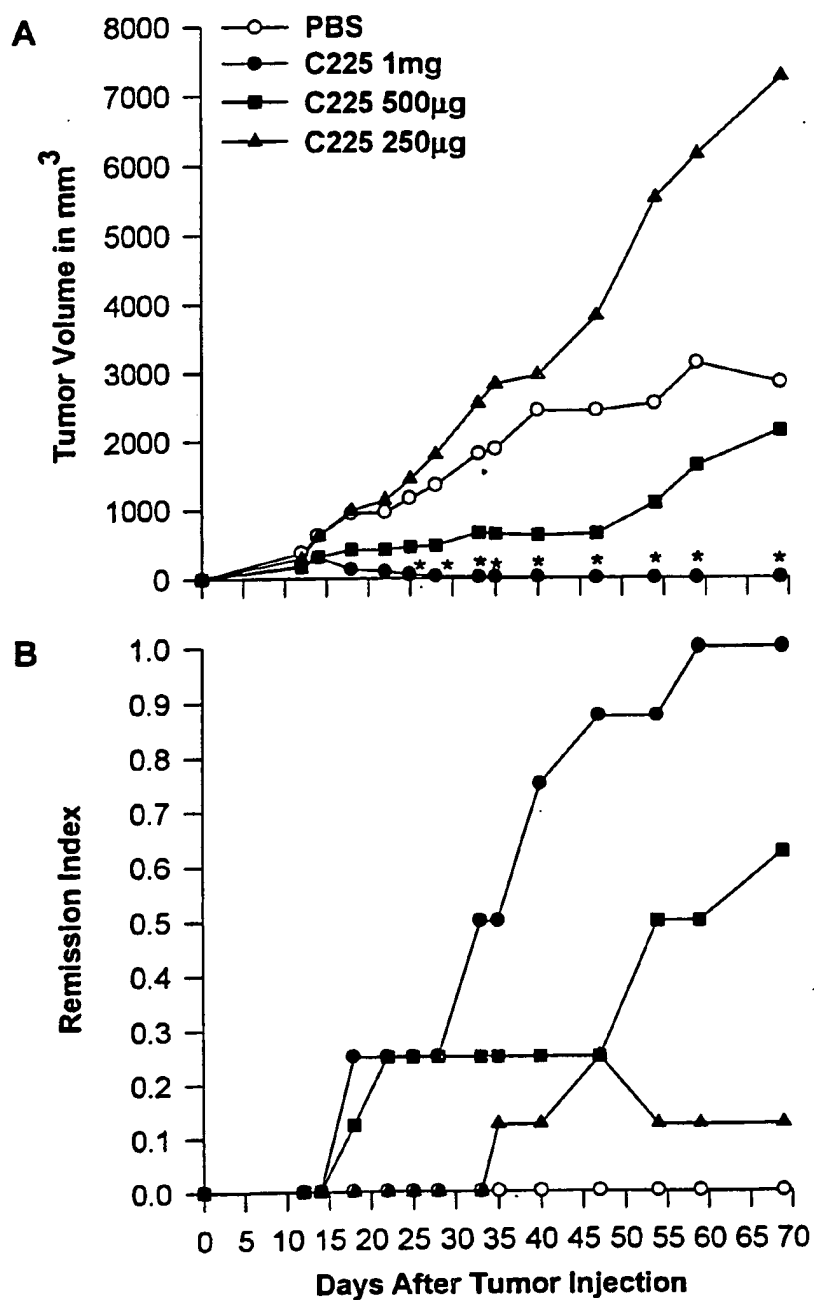 A
PBS
C225 1mg
C225 500µg
C225 250µg
Tumor Volume in mm³
8000
7000
6000
5000
4000
3000
2000
1000
0
* * * * * * * * *
B
Remission Index
1.0
0.9
0.8
0.7
0.6
0.5
0.4
0.3
0.2
0.1
0.0
0 5 10 15 20 25 30 35 40 45 50 55 60 65 70
Days After Tumor Injection